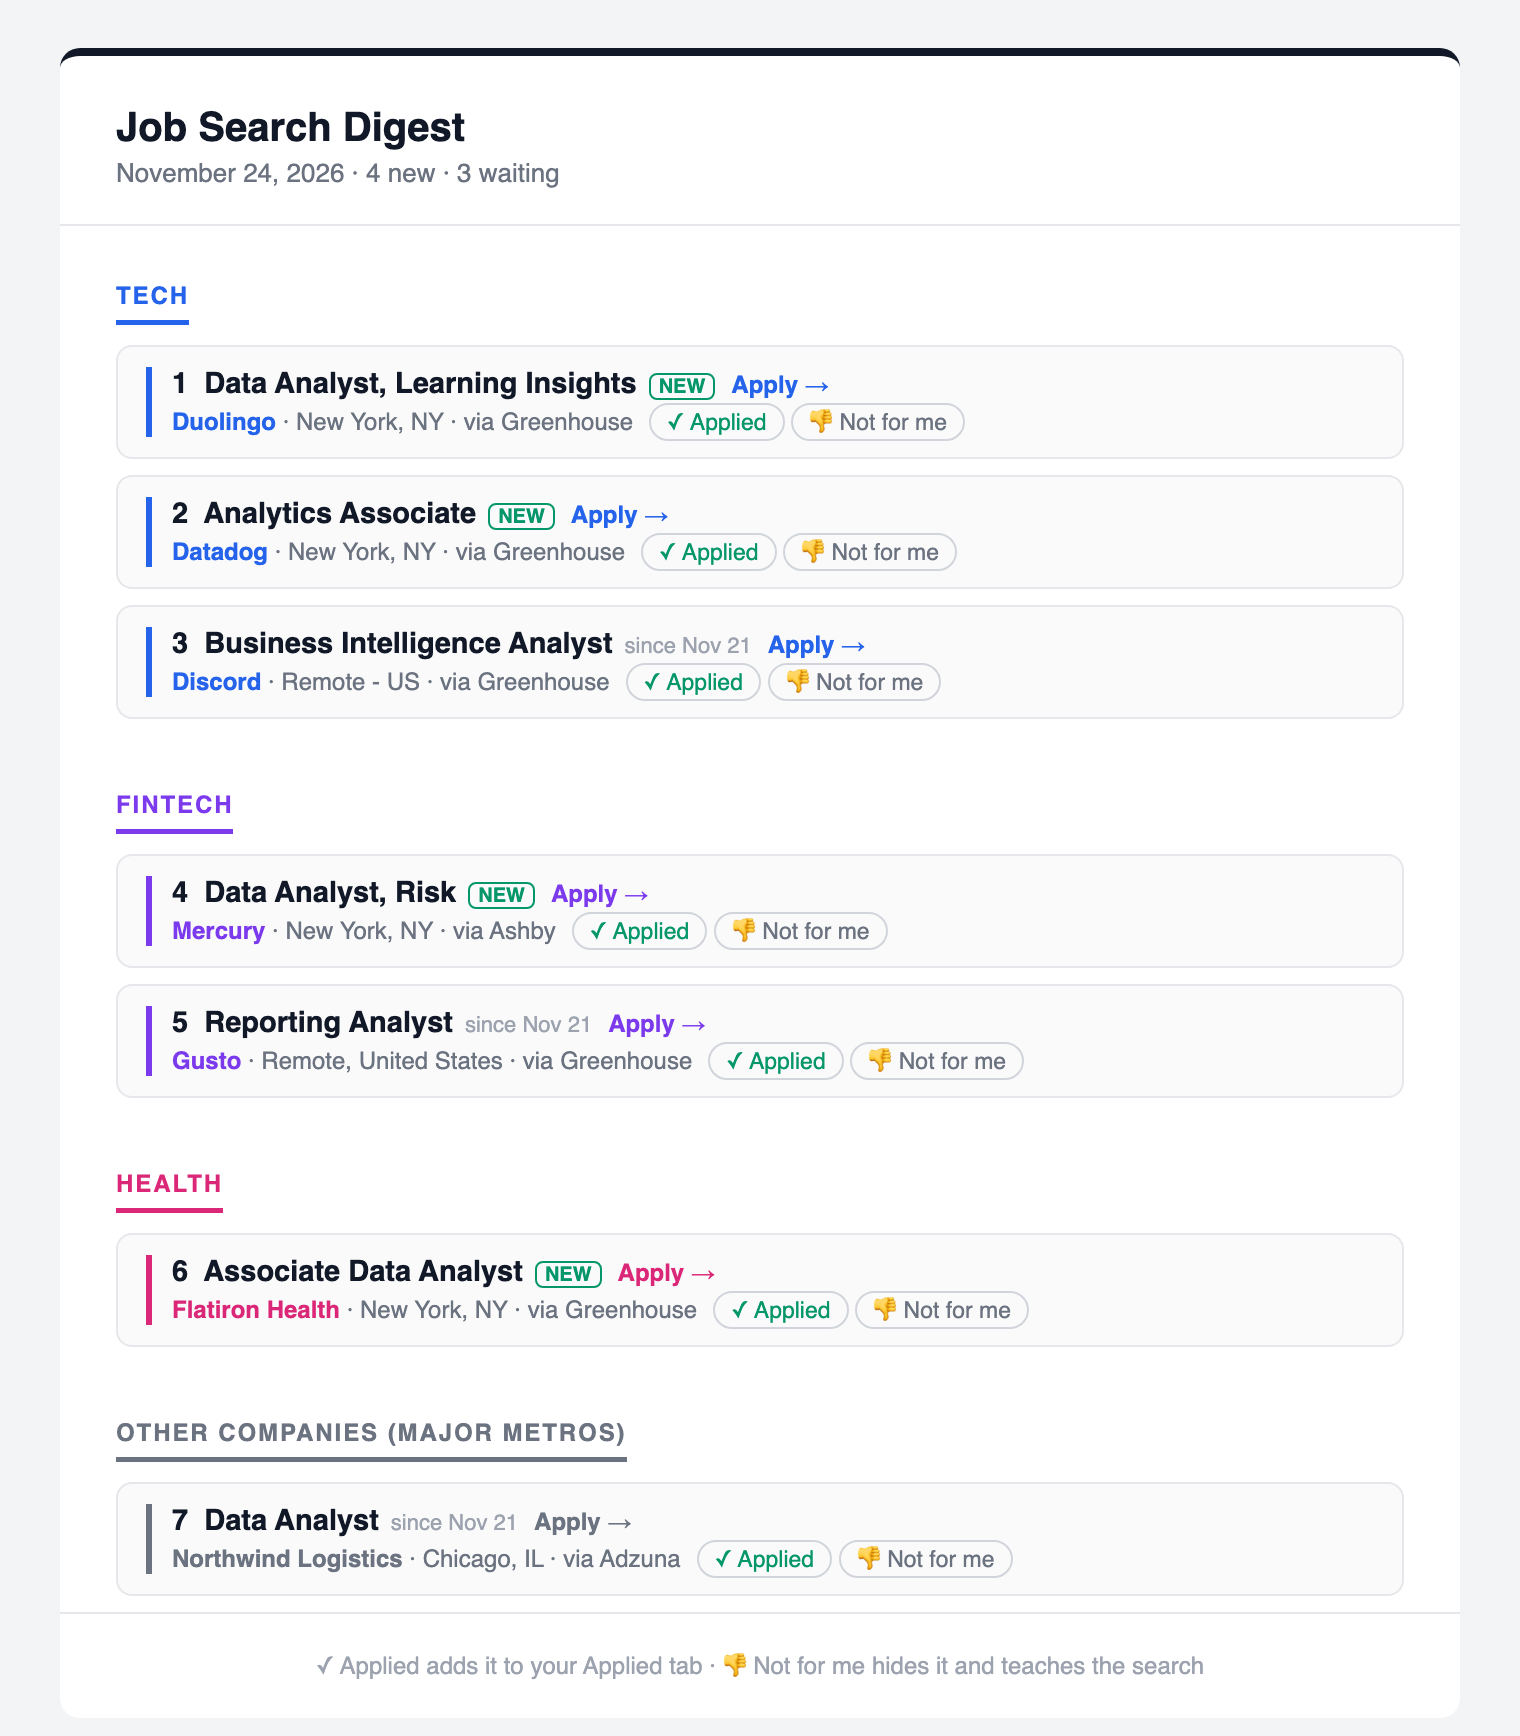 Job Search Digest
November 24, 2026 · 4 new · 3 waiting
TECH
1 Data Analyst, Learning Insights NEW Apply →
Duolingo · New York, NY · via Greenhouse ✓ Applied 👎 Not for me
2 Analytics Associate NEW Apply →
Datadog · New York, NY · via Greenhouse ✓ Applied 👎 Not for me
3 Business Intelligence Analyst since Nov 21 Apply →
Discord · Remote - US · via Greenhouse ✓ Applied 👎 Not for me
FINTECH
4 Data Analyst, Risk NEW Apply →
Mercury · New York, NY · via Ashby ✓ Applied 👎 Not for me
5 Reporting Analyst since Nov 21 Apply →
Gusto · Remote, United States · via Greenhouse ✓ Applied 👎 Not for me
HEALTH
6 Associate Data Analyst NEW Apply →
Flatiron Health · New York, NY · via Greenhouse ✓ Applied 👎 Not for me
OTHER COMPANIES (MAJOR METROS)
7 Data Analyst since Nov 21 Apply →
Northwind Logistics · Chicago, IL · via Adzuna ✓ Applied 👎 Not for me
✓ Applied adds it to your Applied tab · 👎 Not for me hides it and teaches the search